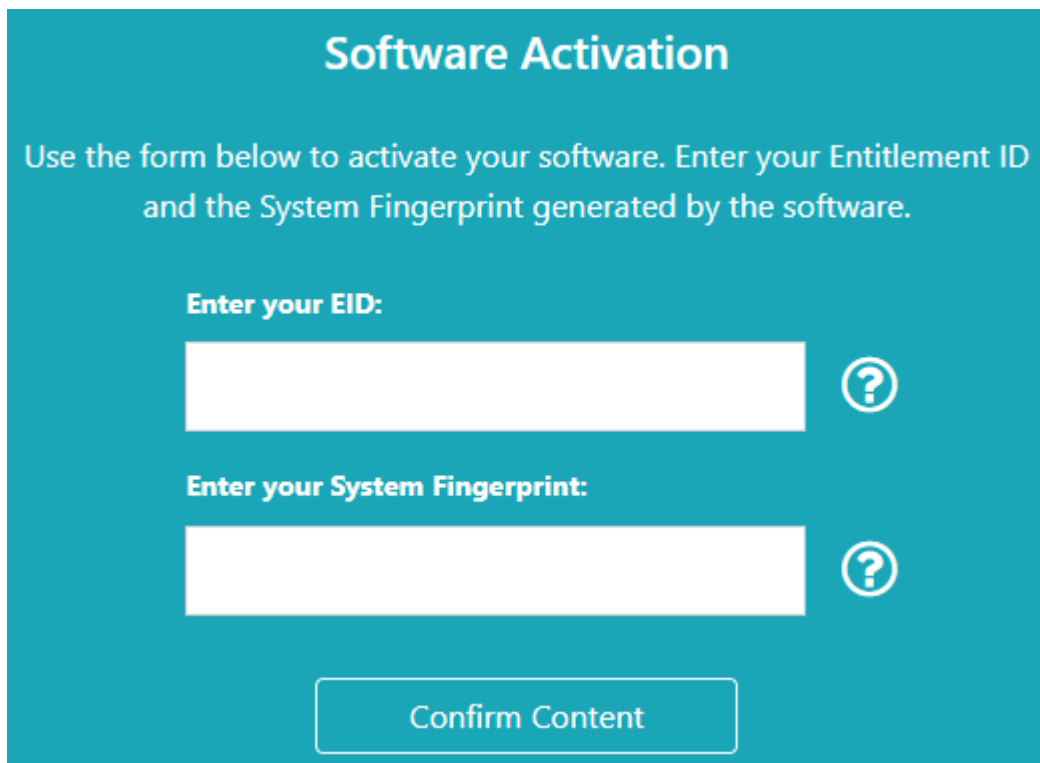 Software Activation
Use the form below to activate your software. Enter your Entitlement ID
and the System Fingerprint generated by the software.
Enter your EID:
?
Enter your System Fingerprint:
?
Confirm Content